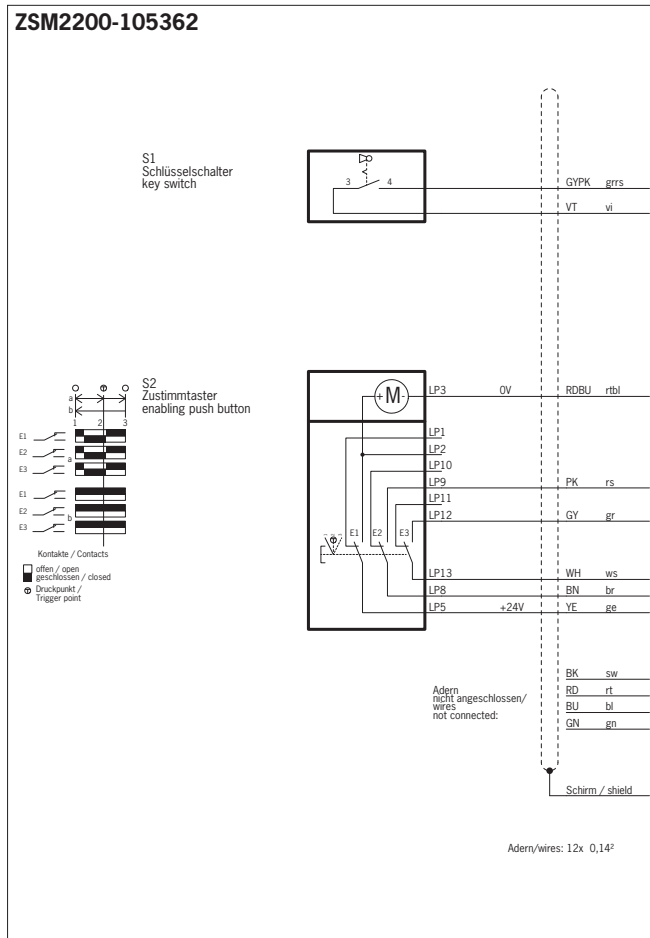 ZSM2200-105362
S1
Schlüsselschalter
key switch
3 4
GYPK grrs
VT vi
S2
Zustimmtaster
enabling push button
a
b
1 2 3
E1
E2
a
E3
E1
E2
b
E3
Kontakte / Contacts
offen / open
geschlossen / closed
Druckpunkt /
Trigger point
+M-
LP3 0V RDBU rtbl
LP1
LP2
LP10
LP9 PK rs
LP11
LP12 GY gr
E1 E2 E3
LP13 WH ws
LP8 BN br
LP5 +24V YE ge
Adern
nicht angeschlossen/
wires
not connected:
BK sw
RD rt
BU bl
GN gn
Schirm / shield
Adern/wires: 12x 0,14²